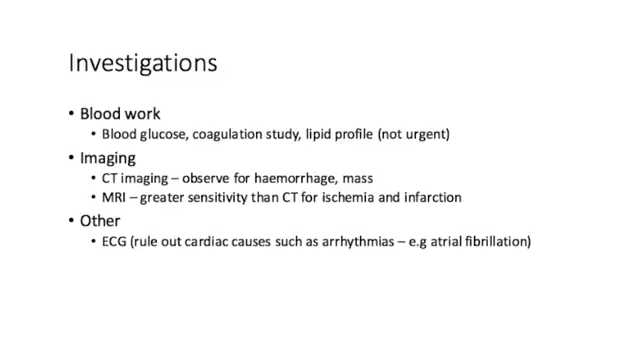 Investigations
• Blood work
• Blood glucose, coagulation study, lipid profile (not urgent)
• Imaging
• CT imaging – observe for haemorrhage, mass
• MRI – greater sensitivity than CT for ischemia and infarction
• Other
• ECG (rule out cardiac causes such as arrhythmias – e.g atrial fibrillation)